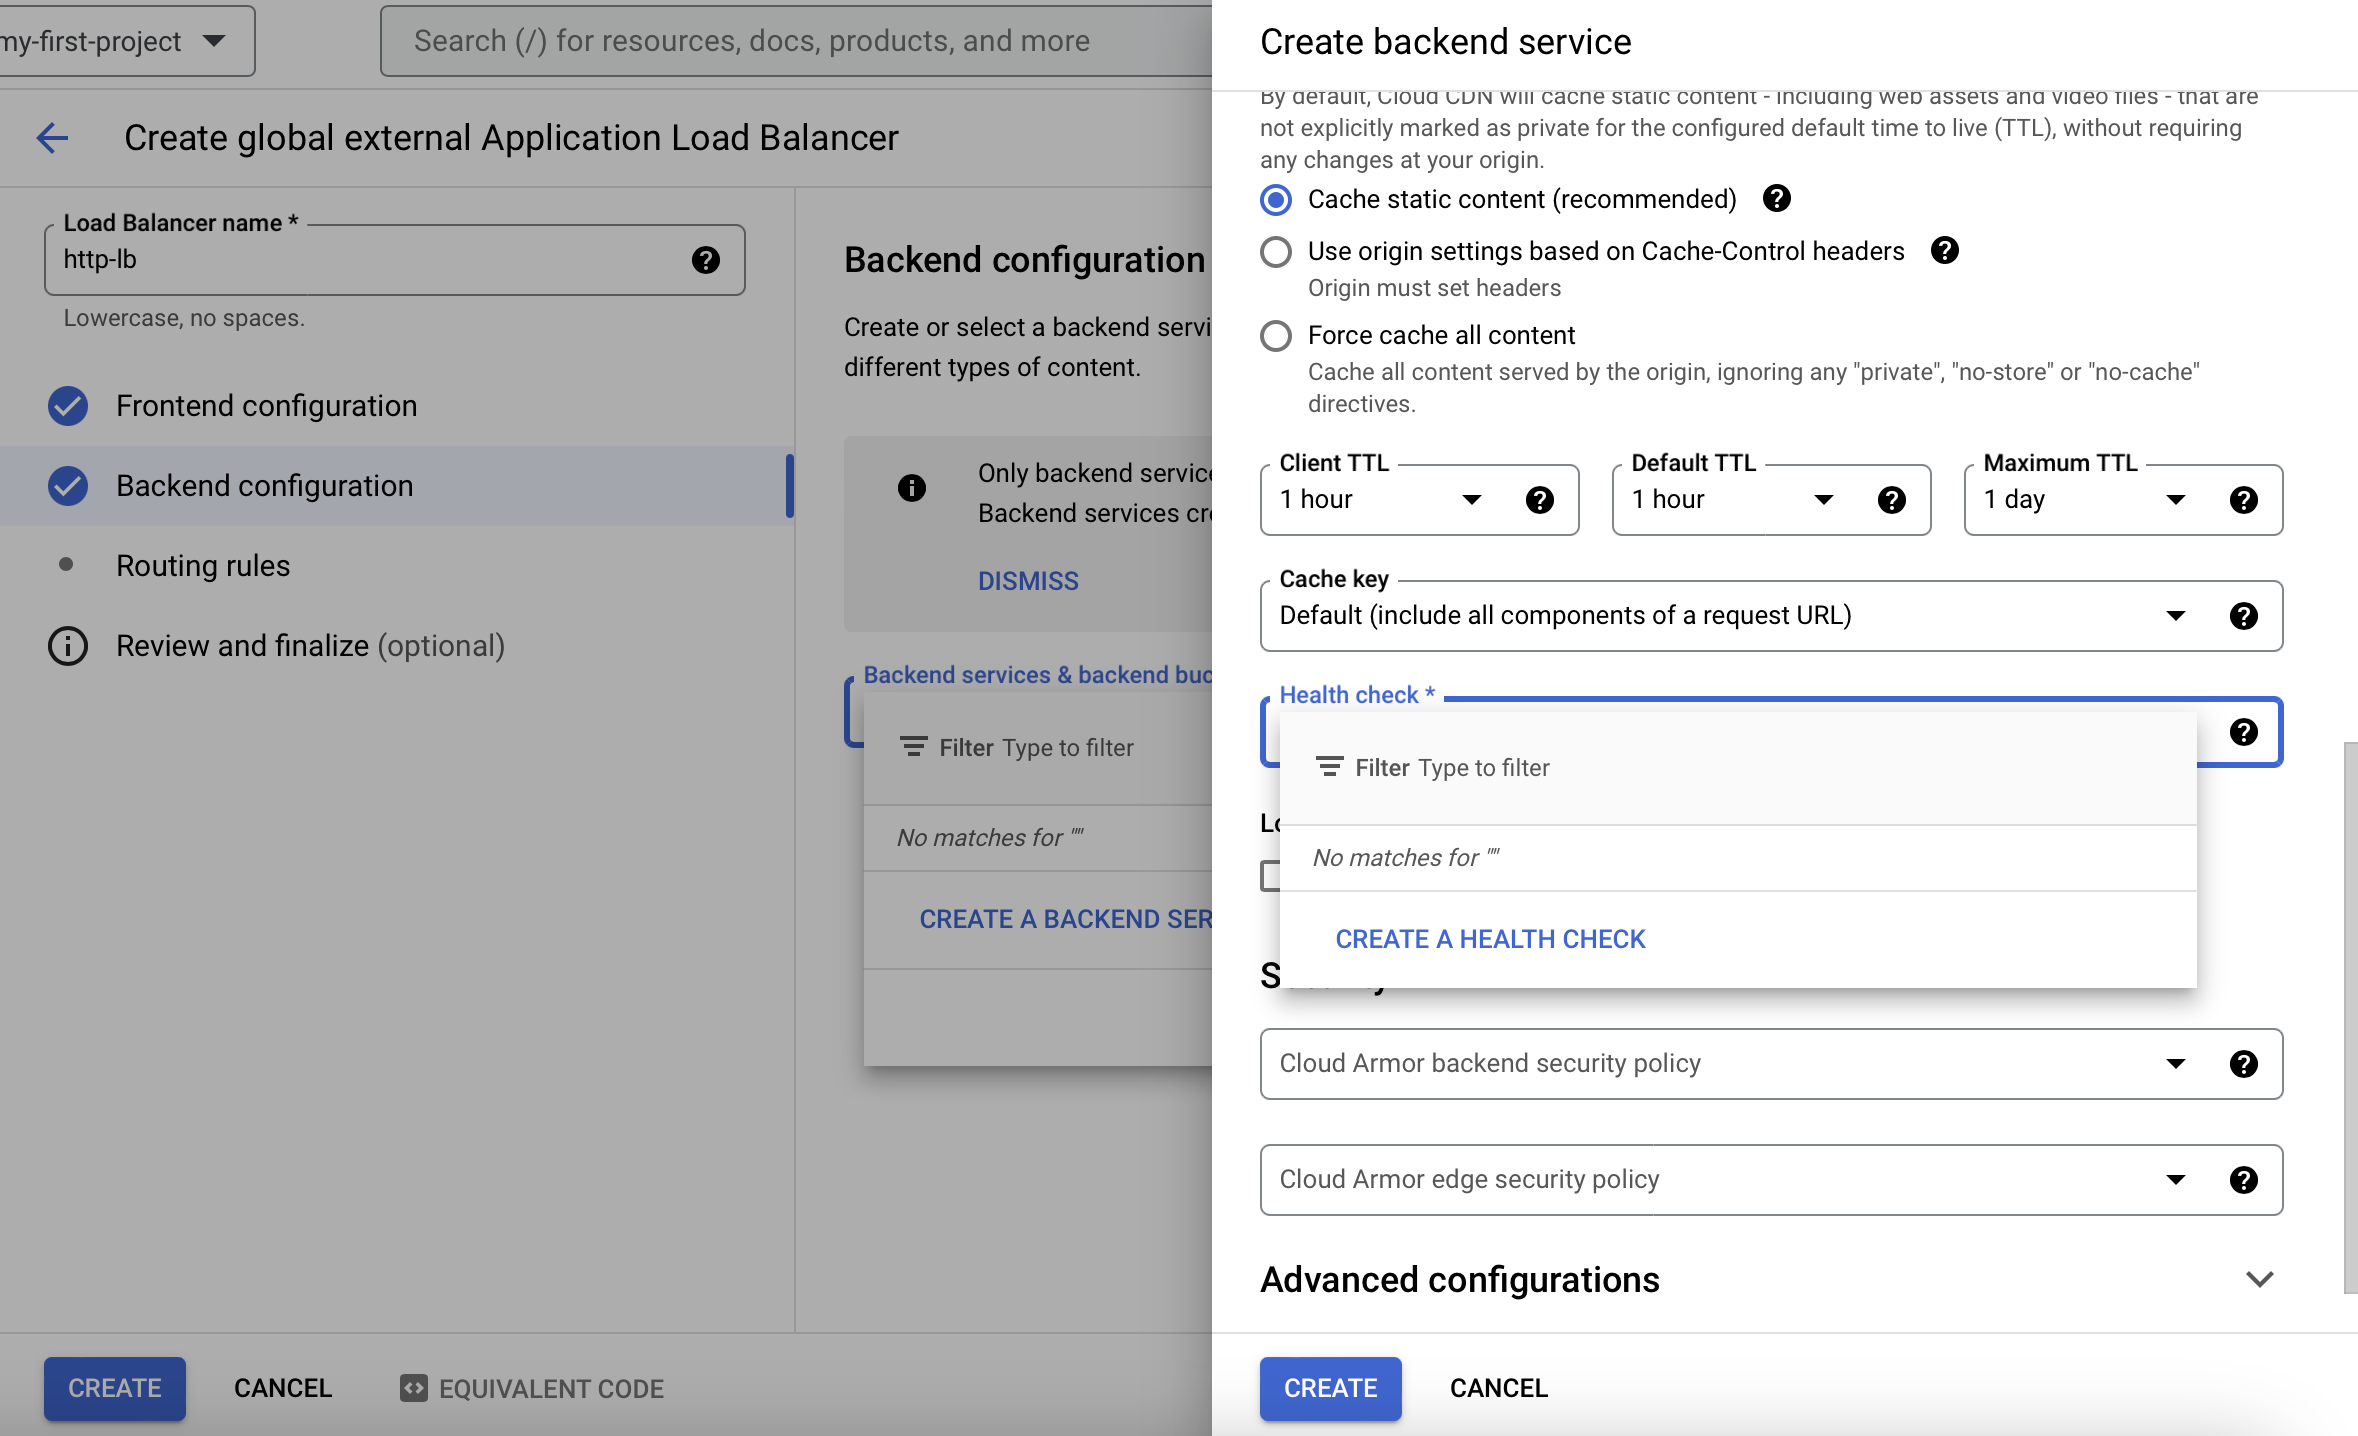 my-first-project
Search (/) for resources, docs, products, and more
Create global external Application Load Balancer
Load Balancer name *
http-lb
Lowercase, no spaces.
Frontend configuration
Backend configuration
Routing rules
Review and finalize (optional)
CREATE
CANCEL
EQUIVALENT CODE
Backend configuration
Create or select a backend servi
different types of content.
Only backend service
Backend services cr
DISMISS
Backend services & backend buc
Filter Type to filter
No matches for ""
CREATE A BACKEND SER
Create backend service
By default, Cloud CDN will cache static content - including web assets and video files - that are
not explicitly marked as private for the configured default time to live (TTL), without requiring
any changes at your origin.
Cache static content (recommended)
Use origin settings based on Cache-Control headers
Origin must set headers
Force cache all content
Cache all content served by the origin, ignoring any "private", "no-store" or "no-cache"
directives.
Client TTL
1 hour
Default TTL
1 hour
Maximum TTL
1 day
Cache key
Default (include all components of a request URL)
Health check *
Filter Type to filter
No matches for ""
CREATE A HEALTH CHECK
Cloud Armor backend security policy
Cloud Armor edge security policy
Advanced configurations
CREATE
CANCEL